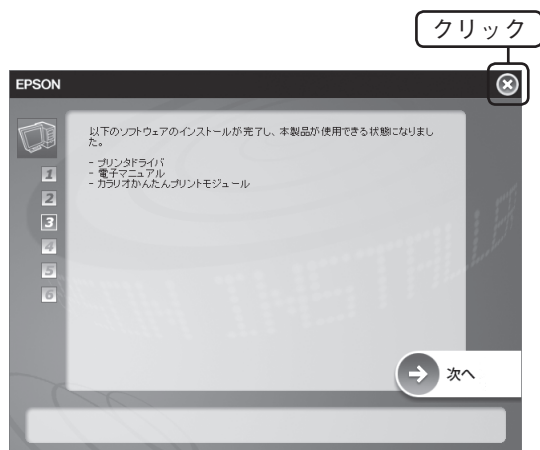 クリック
EPSON
以下のソフトウェアのインストールが完了し、本製品が使用できる状態になりまし
た。
- プリンタドライバ
- 電子マニュアル
- カラリオかんたんプリントモジュール
1
2
3
4
5
6
次へ